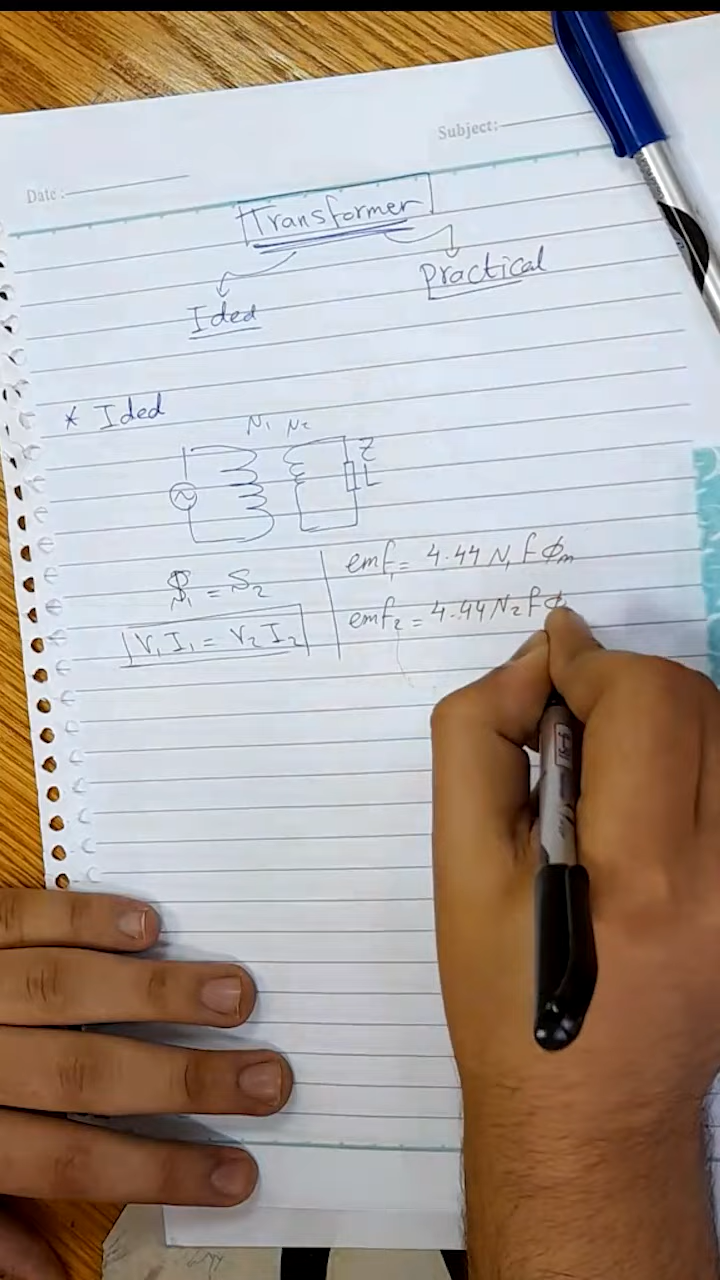 Subject:
Date:
Transformer
Practical
Ided
* Ided
N1 N2
ZL
S1 = S2
V1 I1 = V2 I2
emf1 = 4.44 N1 f ϕm
emf2 = 4.44 N2 f ϕ